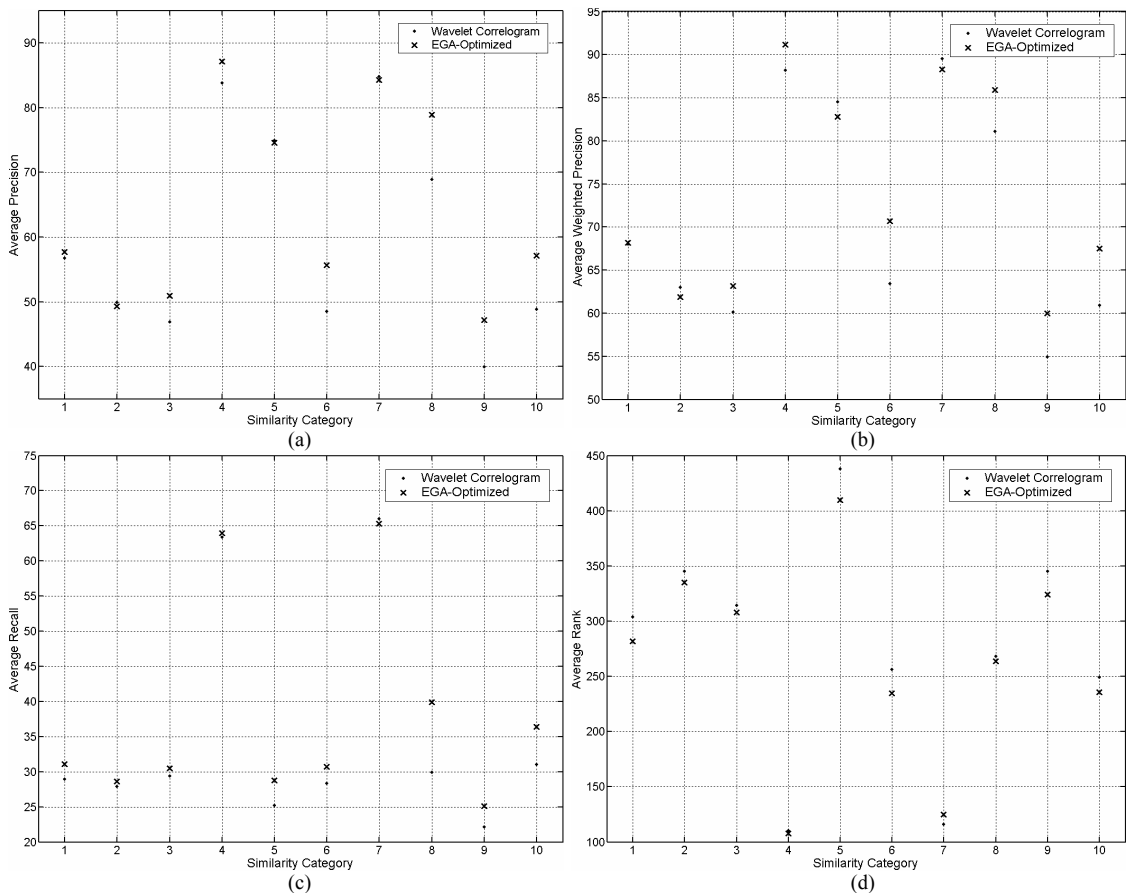 Average Precision
90
80
70
60
50
40
Wavelet Correlogram
EGA-Optimized
1 2 3 4 5 6 7 8 9 10
Similarity Category
(a)
Average Weighted Precision
95
90
85
80
75
70
65
60
55
50
Wavelet Correlogram
EGA-Optimized
1 2 3 4 5 6 7 8 9 10
Similarity Category
(b)
Average Recall
75
70
65
60
55
50
45
40
35
30
25
20
Wavelet Correlogram
EGA-Optimized
1 2 3 4 5 6 7 8 9 10
Similarity Category
(c)
Average Rank
450
400
350
300
250
200
150
100
Wavelet Correlogram
EGA-Optimized
1 2 3 4 5 6 7 8 9 10
Similarity Category
(d)